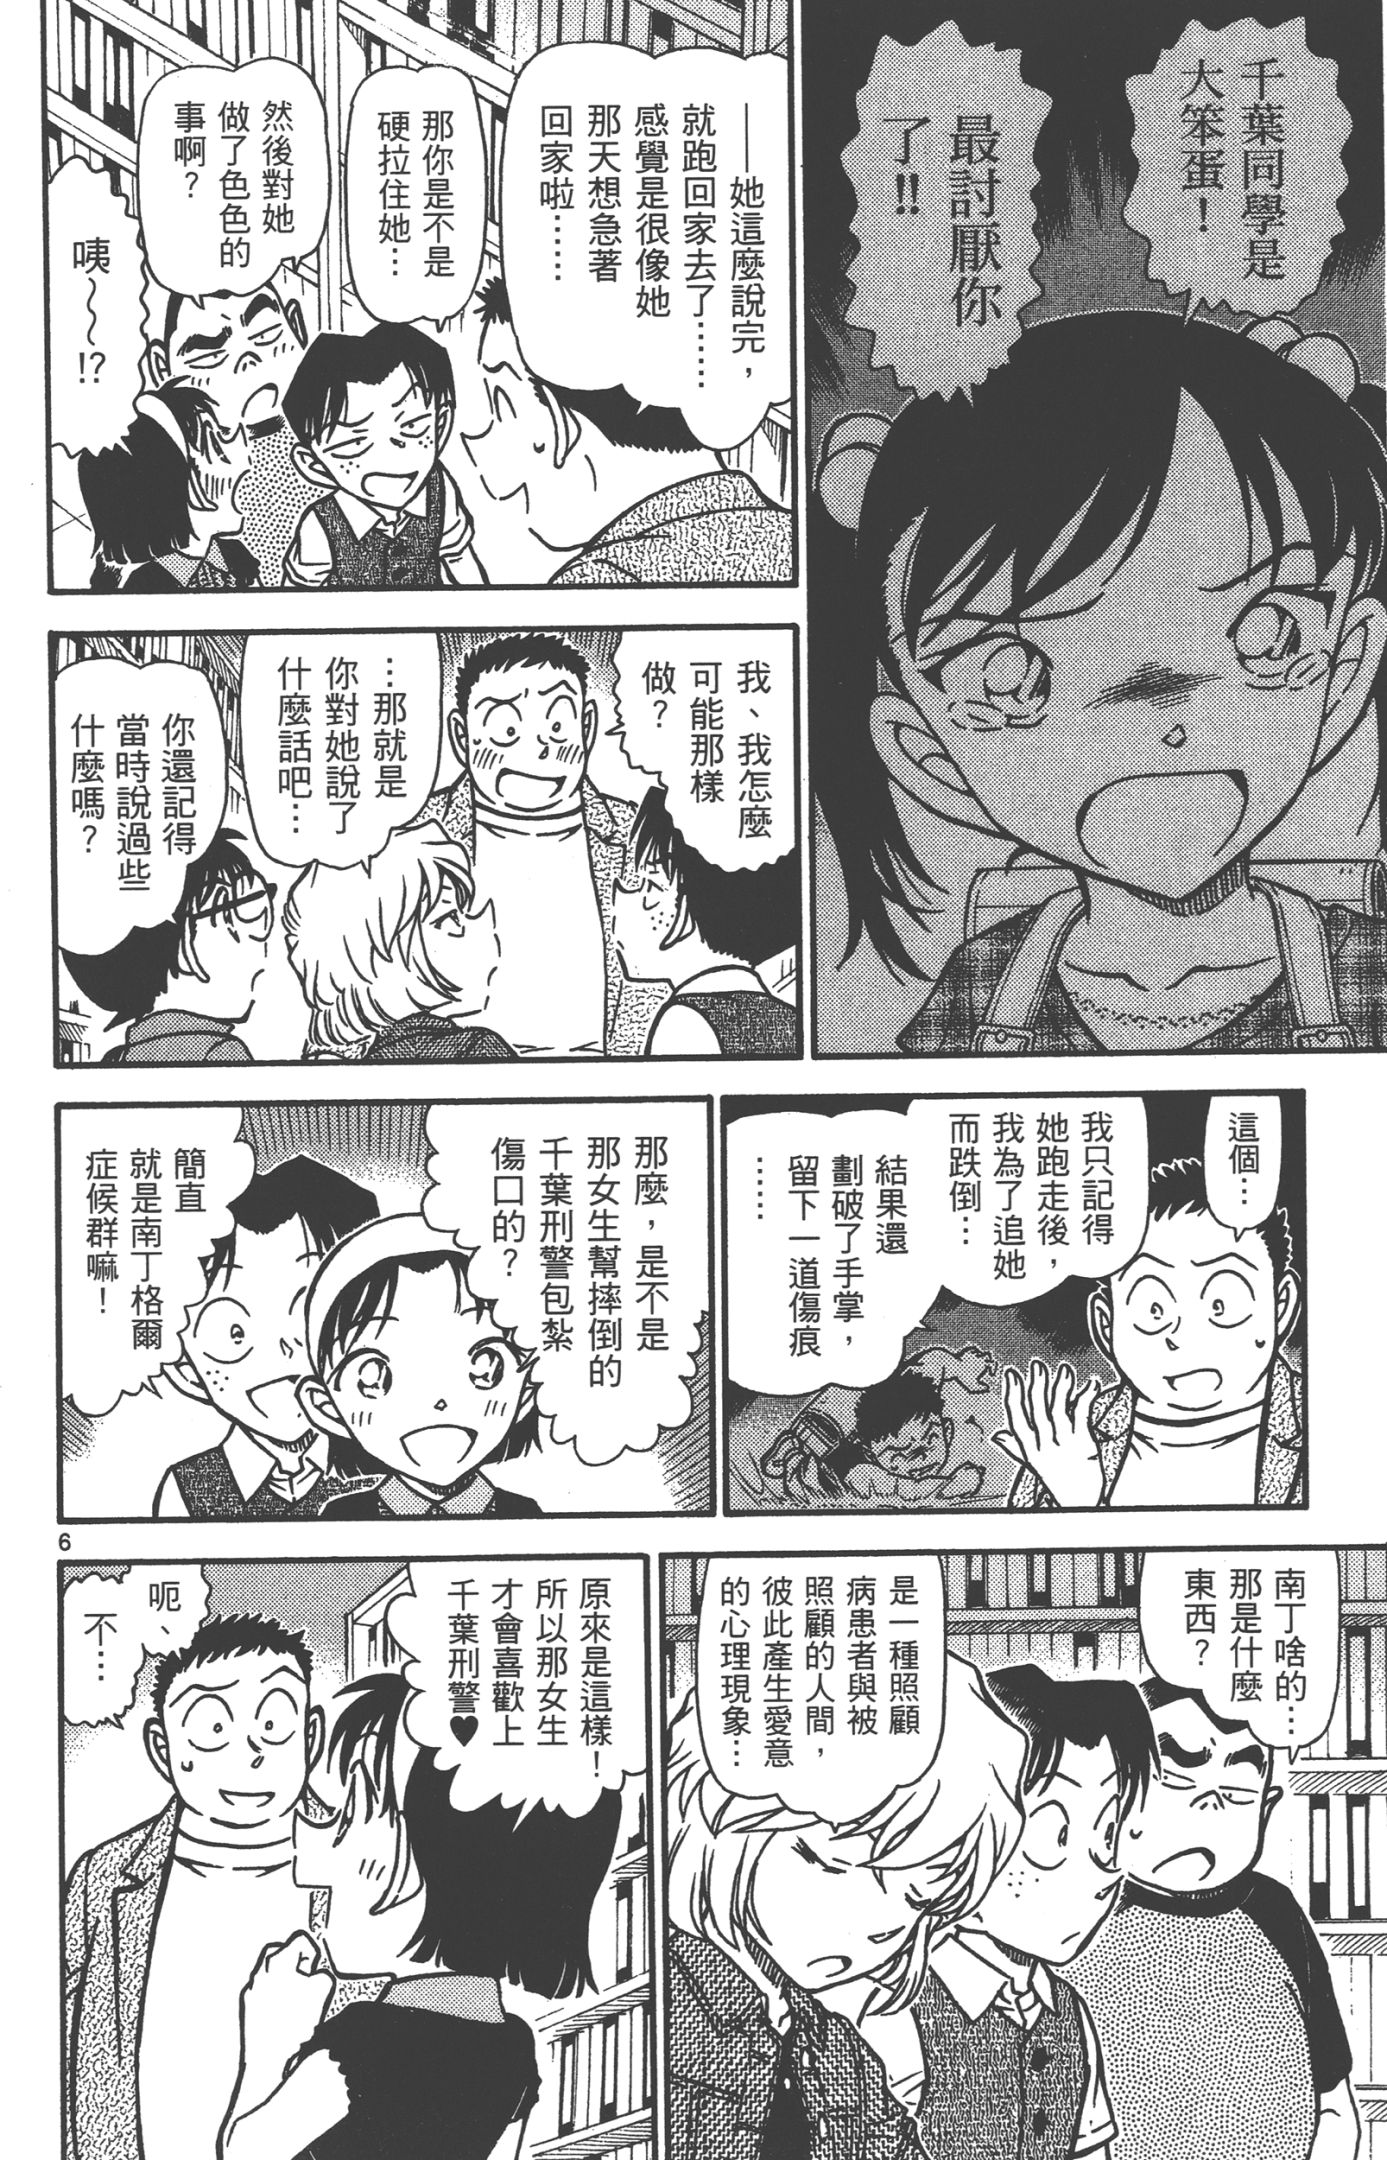 千葉同學是
大笨蛋！
最討厭你
了!!
——她這麼說完，
就跑回家去了……
感覺是很像她
那天想急著
回家啦……
那你是不是
硬拉住她…
然後對她
做了色色的
事啊？
咦～～!?
我、我怎麼
可能那樣
做？
…那就是
你對她說了
什麼話吧…
你還記得
當時說過些
什麼嗎？
這個…
我只記得
她跑走後，
我為了追她
而跌倒…
結果還
劃破了手掌，
留下一道傷痕
……
那麼，是不是
那女生幫摔倒的
千葉刑警包紮
傷口的？
簡直
就是南丁格爾
症候群嘛！
6
南丁啥的…
那是什麼
東西？
是一種照顧
病患者與被
照顧的人間，
彼此產生愛意
的心理現象…
原來是這樣！
所以那女生
才會喜歡上
千葉刑警♥
呃、
不…